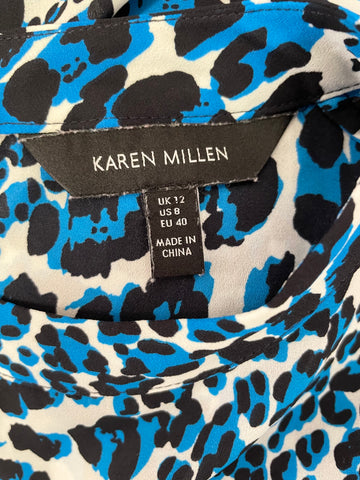 KAREN MILLEN
UK 12
US 8
EU 40
MADE IN
CHINA